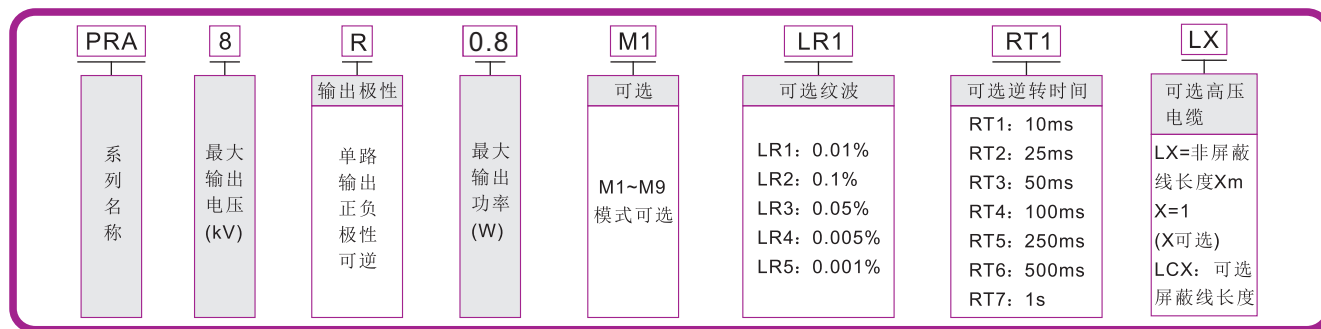 PRA
8
R
0.8
M1
LR1
RT1
LX
系
列
名
称
最大
输出
电压
(kV)
输出极性
单路
输出
正负
极性
可逆
最大
输出
功率
(W)
可选
M1~M9
模式可选
可选纹波
LR1：0.01%
LR2：0.1%
LR3：0.05%
LR4：0.005%
LR5：0.001%
可选逆转时间
RT1：10ms
RT2：25ms
RT3：50ms
RT4：100ms
RT5：250ms
RT6：500ms
RT7：1s
可选高压
电缆
LX=非屏蔽
线长度Xm
X=1
(X可选)
LCX：可选
屏蔽线长度